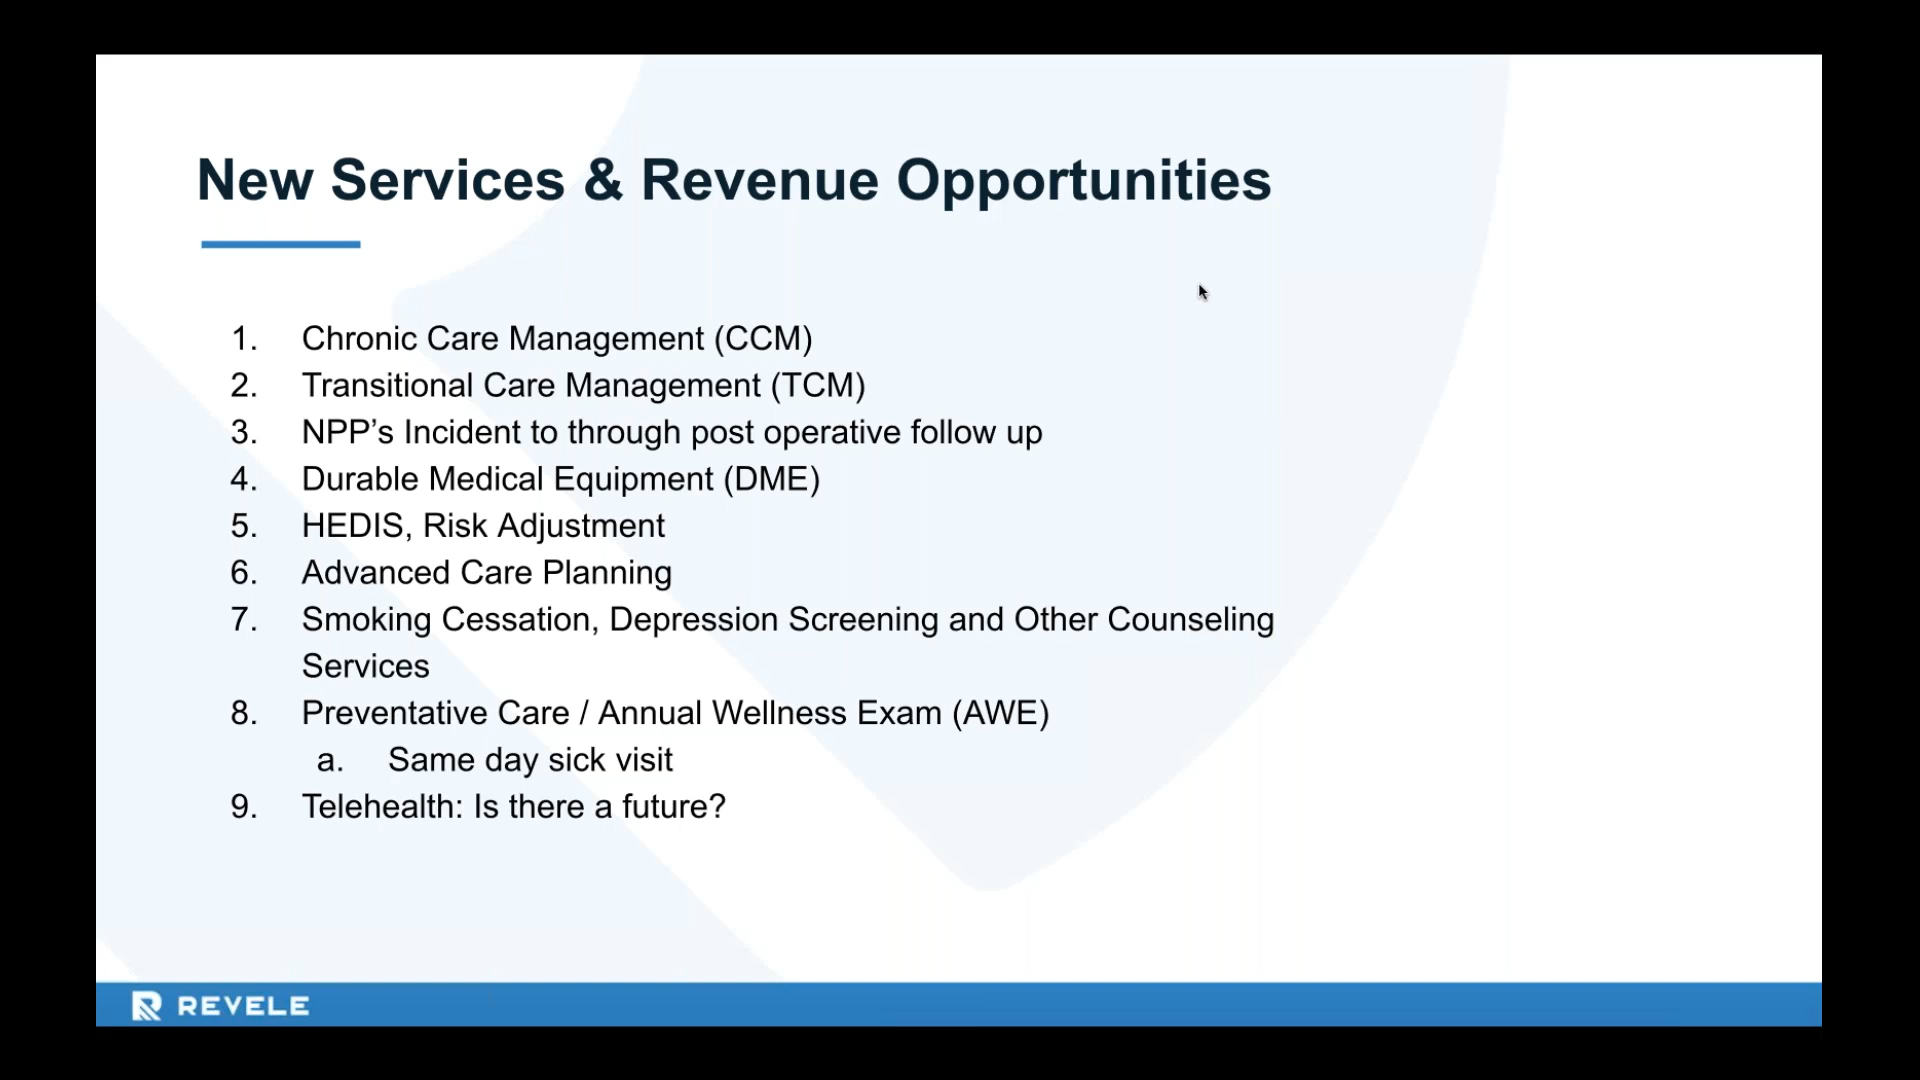 New Services & Revenue Opportunities
1. Chronic Care Management (CCM)
2. Transitional Care Management (TCM)
3. NPP’s Incident to through post operative follow up
4. Durable Medical Equipment (DME)
5. HEDIS, Risk Adjustment
6. Advanced Care Planning
7. Smoking Cessation, Depression Screening and Other Counseling
Services
8. Preventative Care / Annual Wellness Exam (AWE)
a. Same day sick visit
9. Telehealth: Is there a future?
REVELE